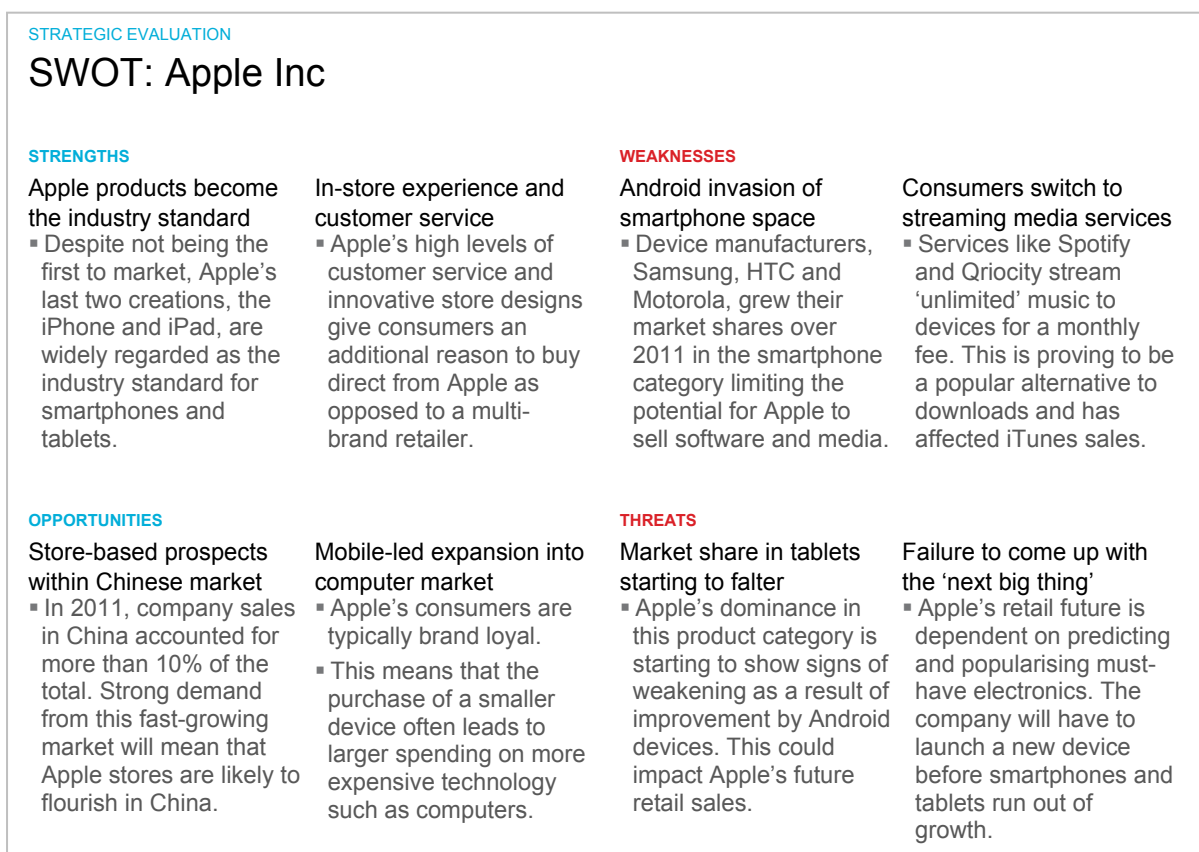 STRATEGIC EVALUATION
SWOT: Apple Inc
STRENGTHS
Apple products become
the industry standard
▪ Despite not being the
first to market, Apple’s
last two creations, the
iPhone and iPad, are
widely regarded as the
industry standard for
smartphones and
tablets.
In-store experience and
customer service
▪ Apple’s high levels of
customer service and
innovative store designs
give consumers an
additional reason to buy
direct from Apple as
opposed to a multi-
brand retailer.
WEAKNESSES
Android invasion of
smartphone space
▪ Device manufacturers,
Samsung, HTC and
Motorola, grew their
market shares over
2011 in the smartphone
category limiting the
potential for Apple to
sell software and media.
Consumers switch to
streaming media services
▪ Services like Spotify
and Qriocity stream
‘unlimited’ music to
devices for a monthly
fee. This is proving to be
a popular alternative to
downloads and has
affected iTunes sales.
OPPORTUNITIES
Store-based prospects
within Chinese market
▪ In 2011, company sales
in China accounted for
more than 10% of the
total. Strong demand
from this fast-growing
market will mean that
Apple stores are likely to
flourish in China.
Mobile-led expansion into
computer market
▪ Apple’s consumers are
typically brand loyal.
▪ This means that the
purchase of a smaller
device often leads to
larger spending on more
expensive technology
such as computers.
THREATS
Market share in tablets
starting to falter
▪ Apple’s dominance in
this product category is
starting to show signs of
weakening as a result of
improvement by Android
devices. This could
impact Apple’s future
retail sales.
Failure to come up with
the ‘next big thing’
▪ Apple’s retail future is
dependent on predicting
and popularising must-
have electronics. The
company will have to
launch a new device
before smartphones and
tablets run out of
growth.